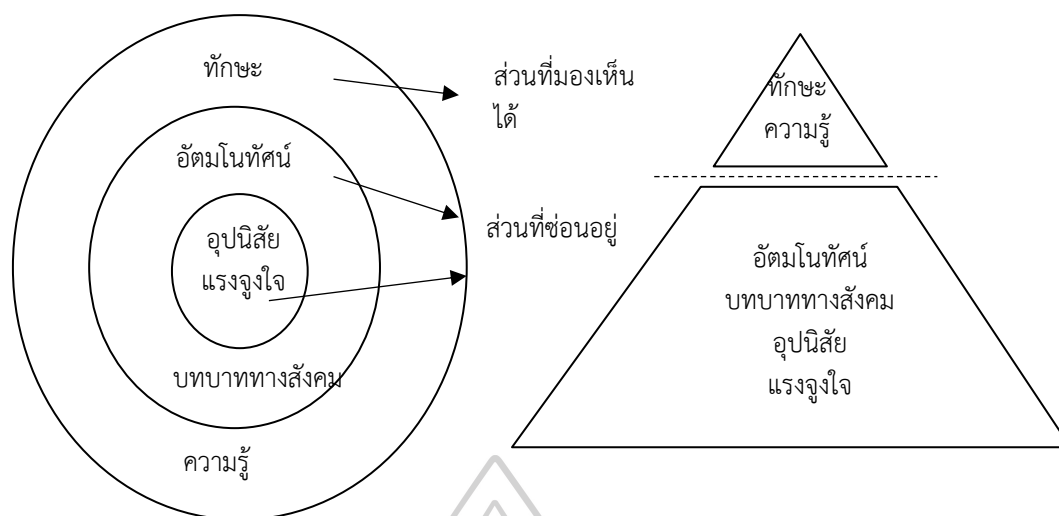 ทักษะ
อัตมโนทัศน์
อุปนิสัย
แรงจูงใจ
บทบาททางสังคม
ความรู้
ส่วนที่มองเห็น
ได้
ส่วนที่ซ่อนอยู่
ทักษะ
ความรู้
อัตมโนทัศน์
บทบาททางสังคม
อุปนิสัย
แรงจูงใจ